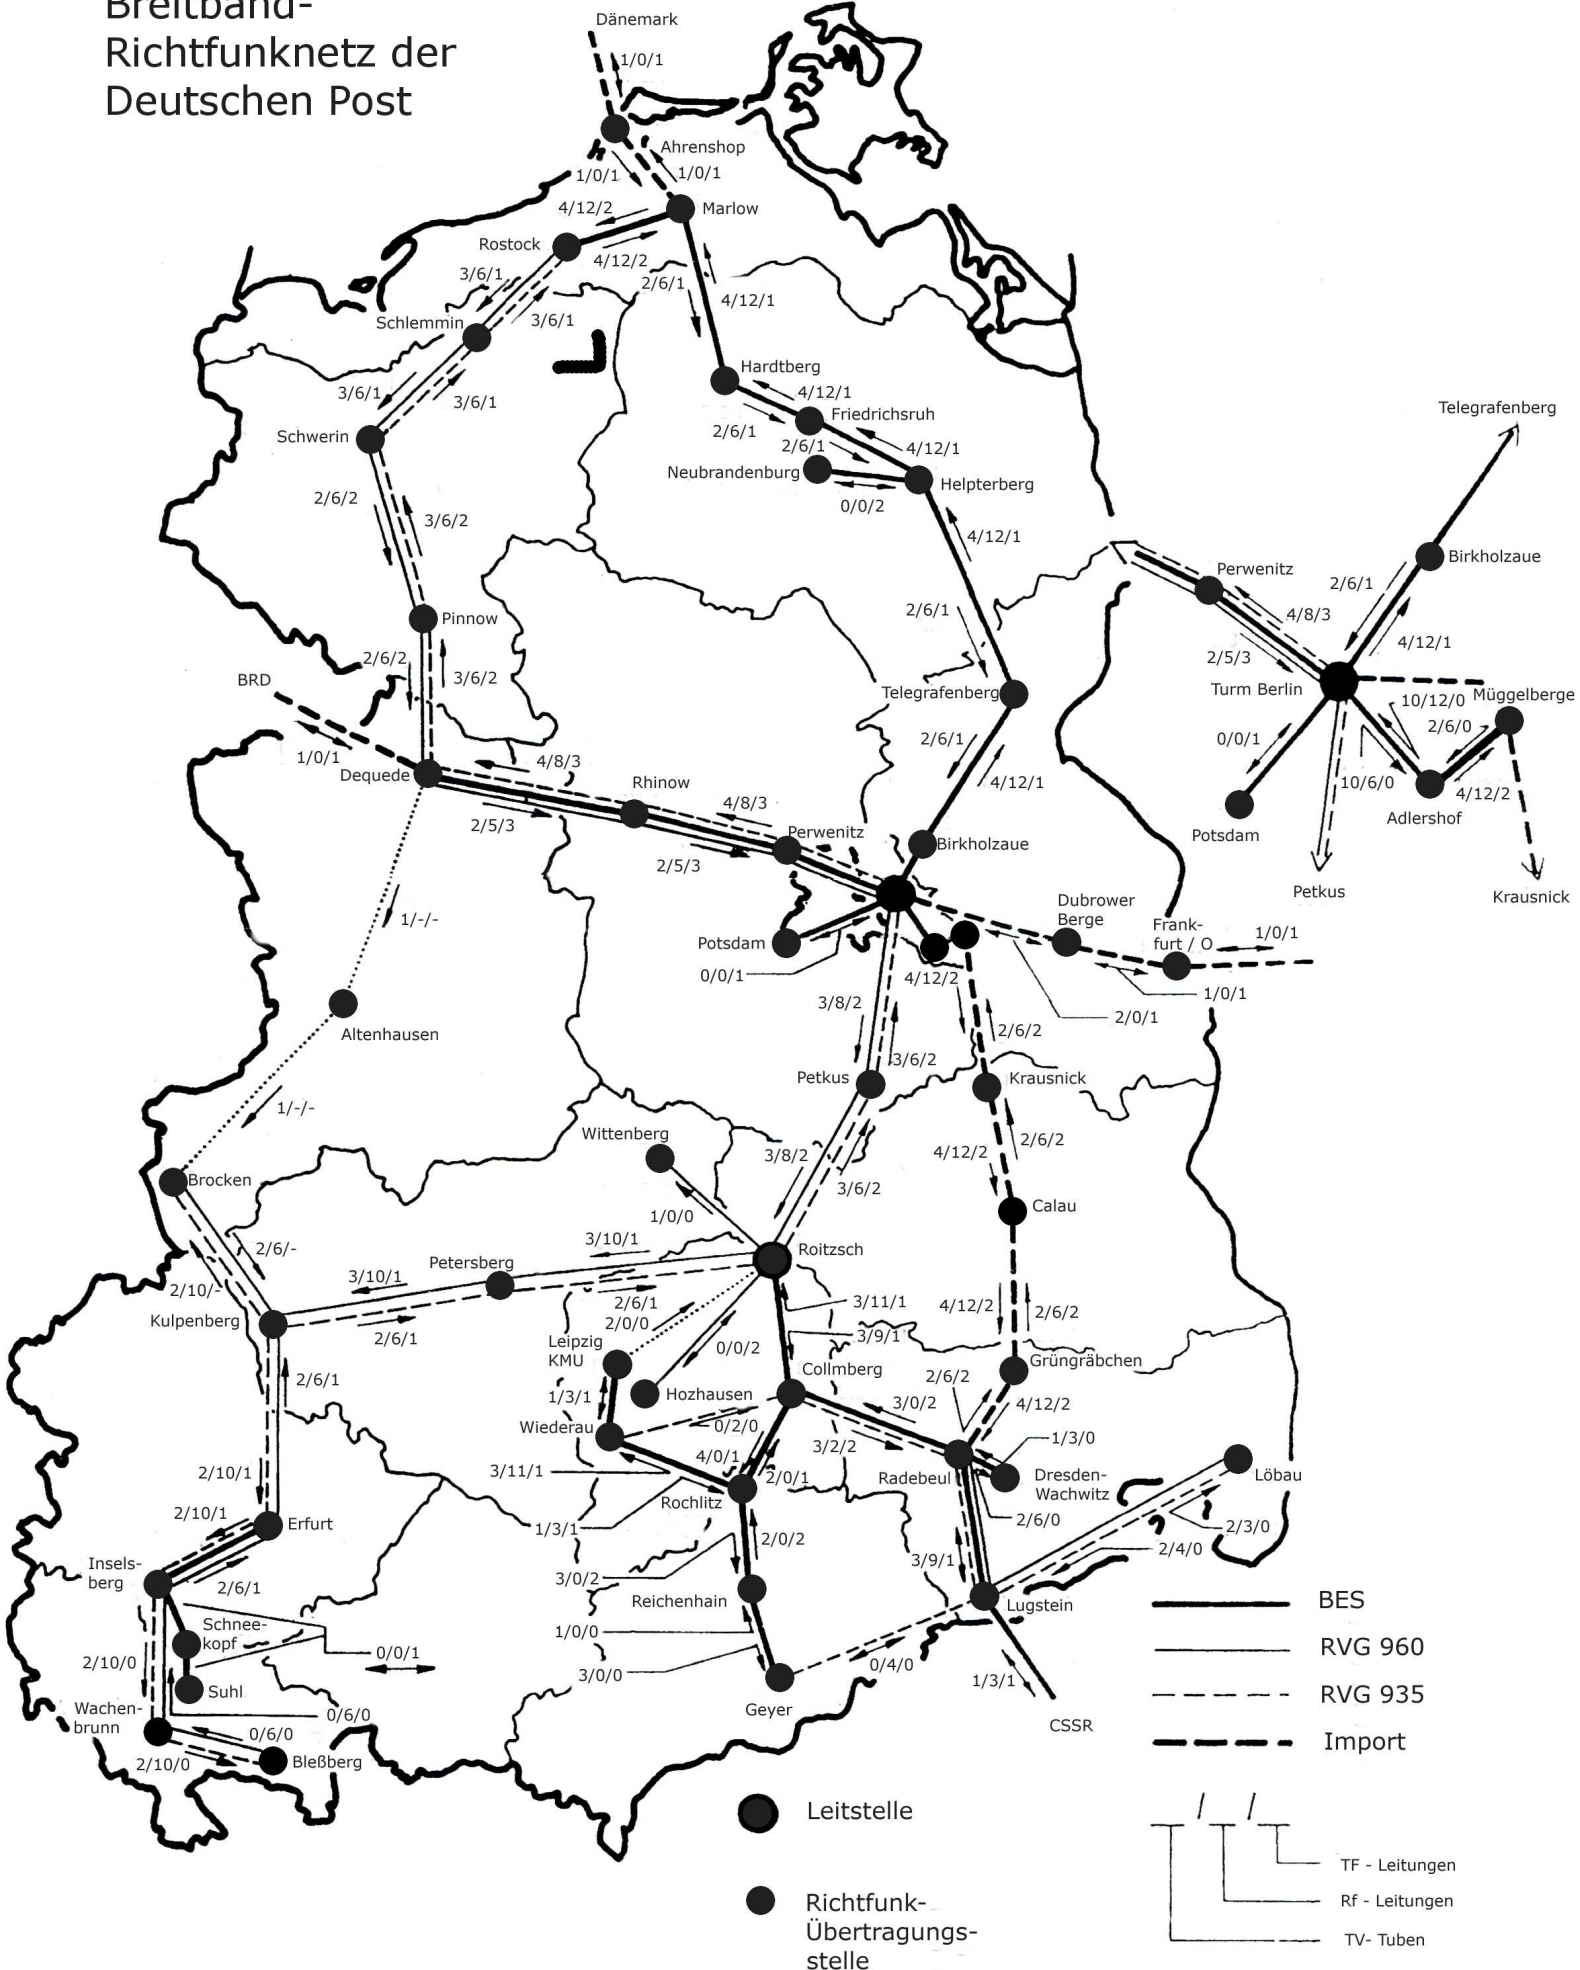 Breitband-
Richtfunknetz der
Deutschen Post
Dänemark
1/0/1
Ahrenshop
1/0/1
1/0/1
4/12/2
Marlow
Rostock
4/12/2
3/6/1
2/6/1
4/12/1
Schlemmin
3/6/1
Hardtberg
3/6/1
4/12/1
3/6/1
Friedrichsruh
Telegrafenberg
Schwerin
2/6/1
2/6/1
4/12/1
Neubrandenburg
Helpterberg
2/6/2
0/0/2
3/6/2
4/12/1
Birkholzaue
Perwenitz
2/6/1
2/6/1
4/8/3
Pinnow
4/12/1
2/6/2
2/5/3
3/6/2
BRD
Telegrafenberg
Turm Berlin
10/12/0
Müggelberge
2/6/0
2/6/1
0/0/1
1/0/1
4/8/3
Dequede
Rhinow
4/12/1
10/6/0
4/12/2
4/8/3
Adlershof
2/5/3
Perwenitz
Potsdam
Birkholzaue
2/5/3
Petkus
Krausnick
Dubrower
Berge
1/-/-
Frank-
furt / O
1/0/1
Potsdam
0/0/1
4/12/2
1/0/1
3/8/2
2/0/1
Altenhausen
2/6/2
3/6/2
Petkus
Krausnick
1/-/-
Wittenberg
2/6/2
3/8/2
4/12/2
Brocken
3/6/2
Calau
1/0/0
3/10/1
Roitzsch
2/6/-
Petersberg
3/10/1
2/10/-
2/6/1
3/11/1
4/12/2
2/6/2
Kulpenberg
2/6/1
2/0/0
3/9/1
Leipzig
KMU
0/0/2
Grüngräbchen
Collmberg
2/6/1
2/6/2
1/3/1
Hozhausen
3/0/2
4/12/2
Wiederau
0/2/0
1/3/0
3/2/2
4/0/1
2/10/1
3/11/1
2/0/1
Radebeul
Dresden-
Wachwitz
Löbau
Rochlitz
2/10/1
Erfurt
1/3/1
2/6/0
2/3/0
2/0/2
2/4/0
Insels-
berg
3/9/1
2/6/1
3/0/2
Reichenhain
Lugstein
BES
Schnee-
kopf
1/0/0
RVG 960
2/10/0
0/0/1
3/0/0
0/4/0
1/3/1
Suhl
RVG 935
Wachen-
brunn
0/6/0
Geyer
CSSR
0/6/0
Import
2/10/0
Bleßberg
/ /
Leitstelle
TF - Leitungen
Richtfunk-
Übertragungs-
stelle
Rf - Leitungen
TV- Tuben